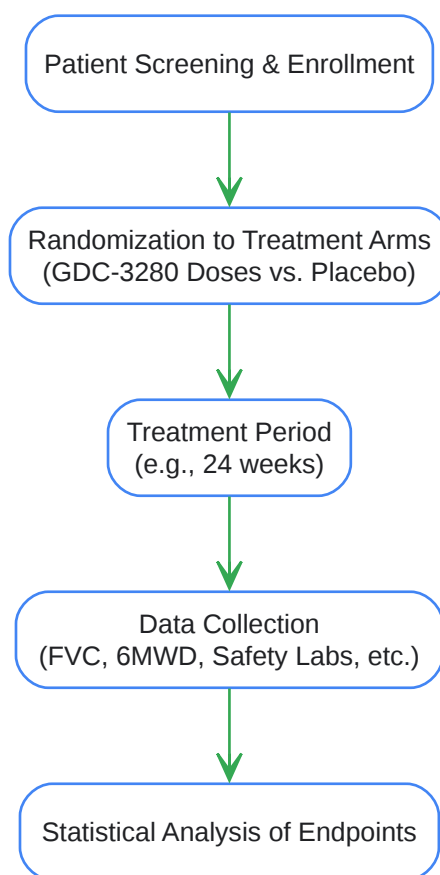 Patient Screening & Enrollment
Randomization to Treatment Arms
(GDC-3280 Doses vs. Placebo)
Treatment Period
(e.g., 24 weeks)
Data Collection
(FVC, 6MWD, Safety Labs, etc.)
Statistical Analysis of Endpoints